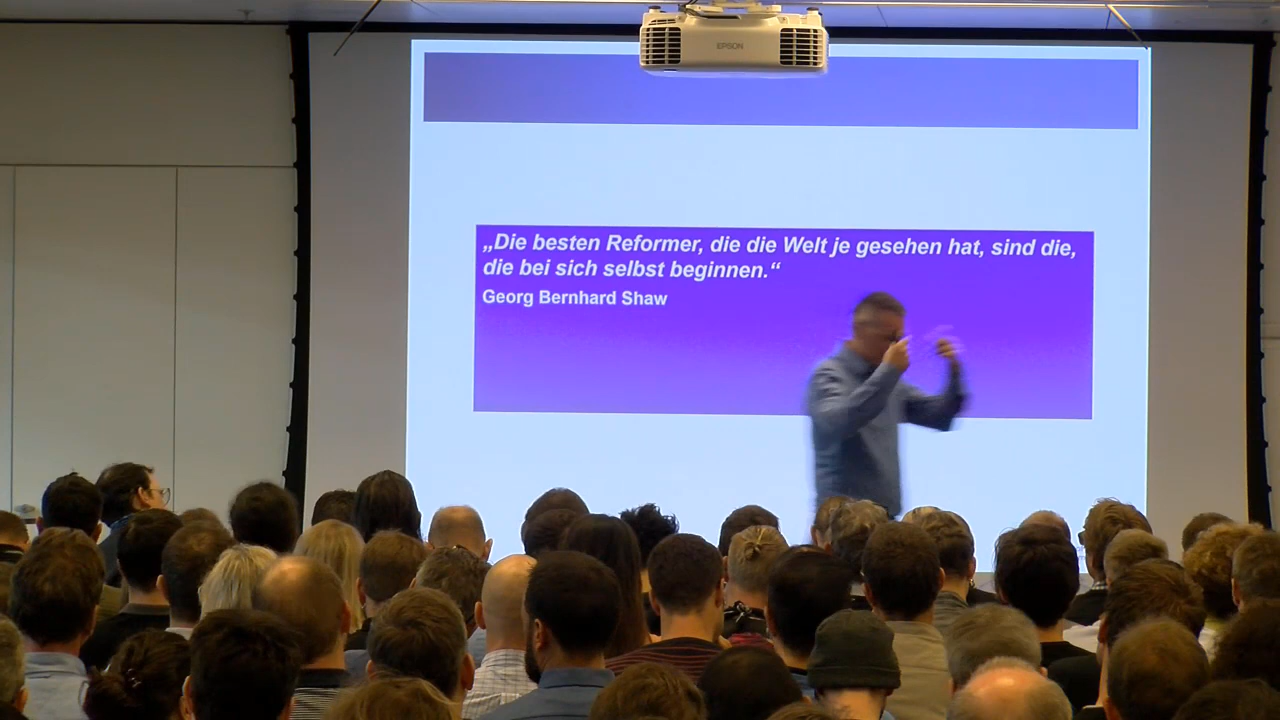 EPSON
„Die besten Reformer, die die Welt je gesehen hat, sind die,
die bei sich selbst beginnen.“
Georg Bernhard Shaw